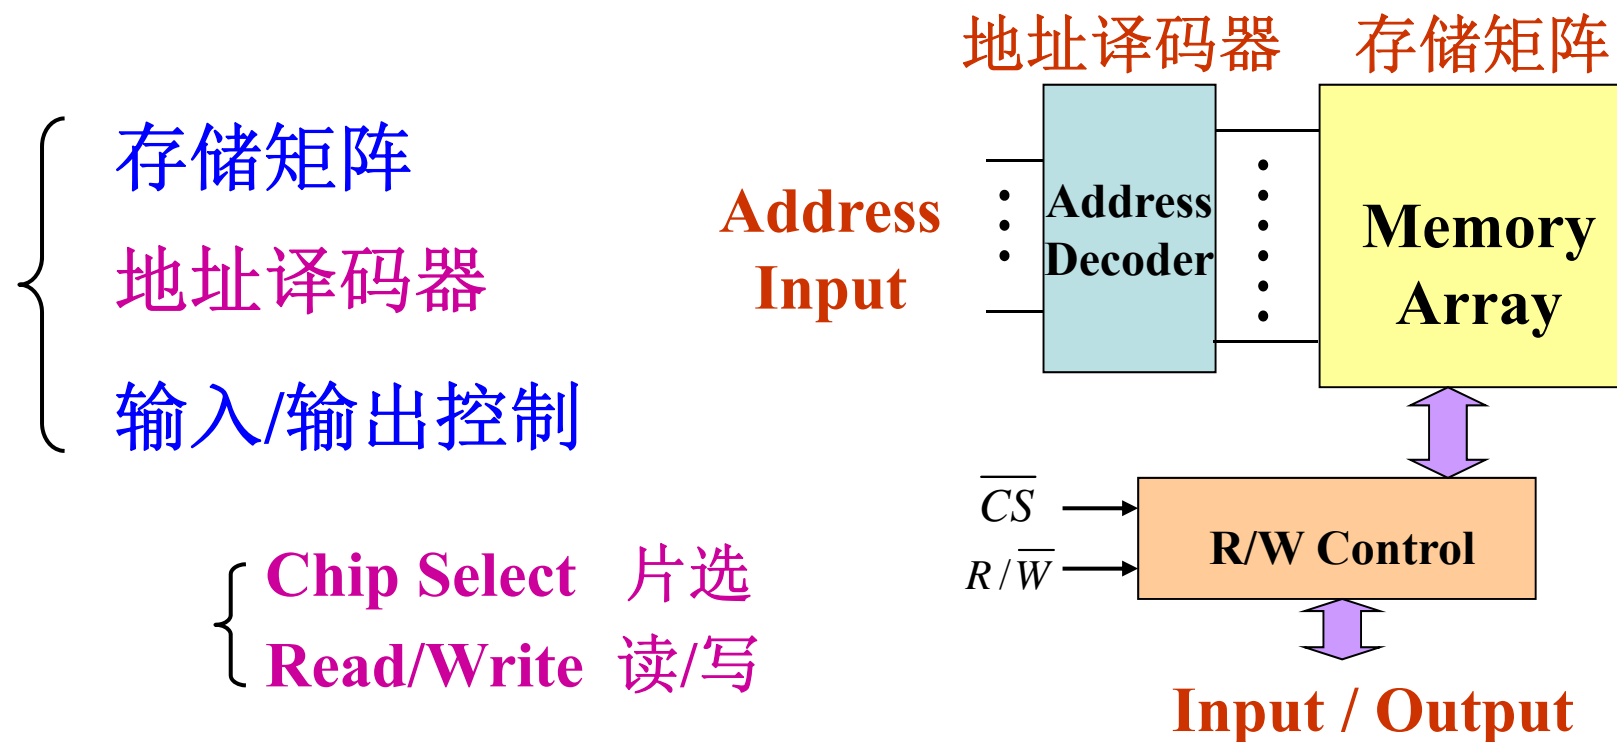 地址译码器 存储矩阵
存储矩阵
地址译码器
输入/输出控制
Chip Select 片选
Read/Write 读/写
Address
Input
Address
Decoder
Memory
Array
C̅S̅
R/W̅
R/W Control
Input / Output